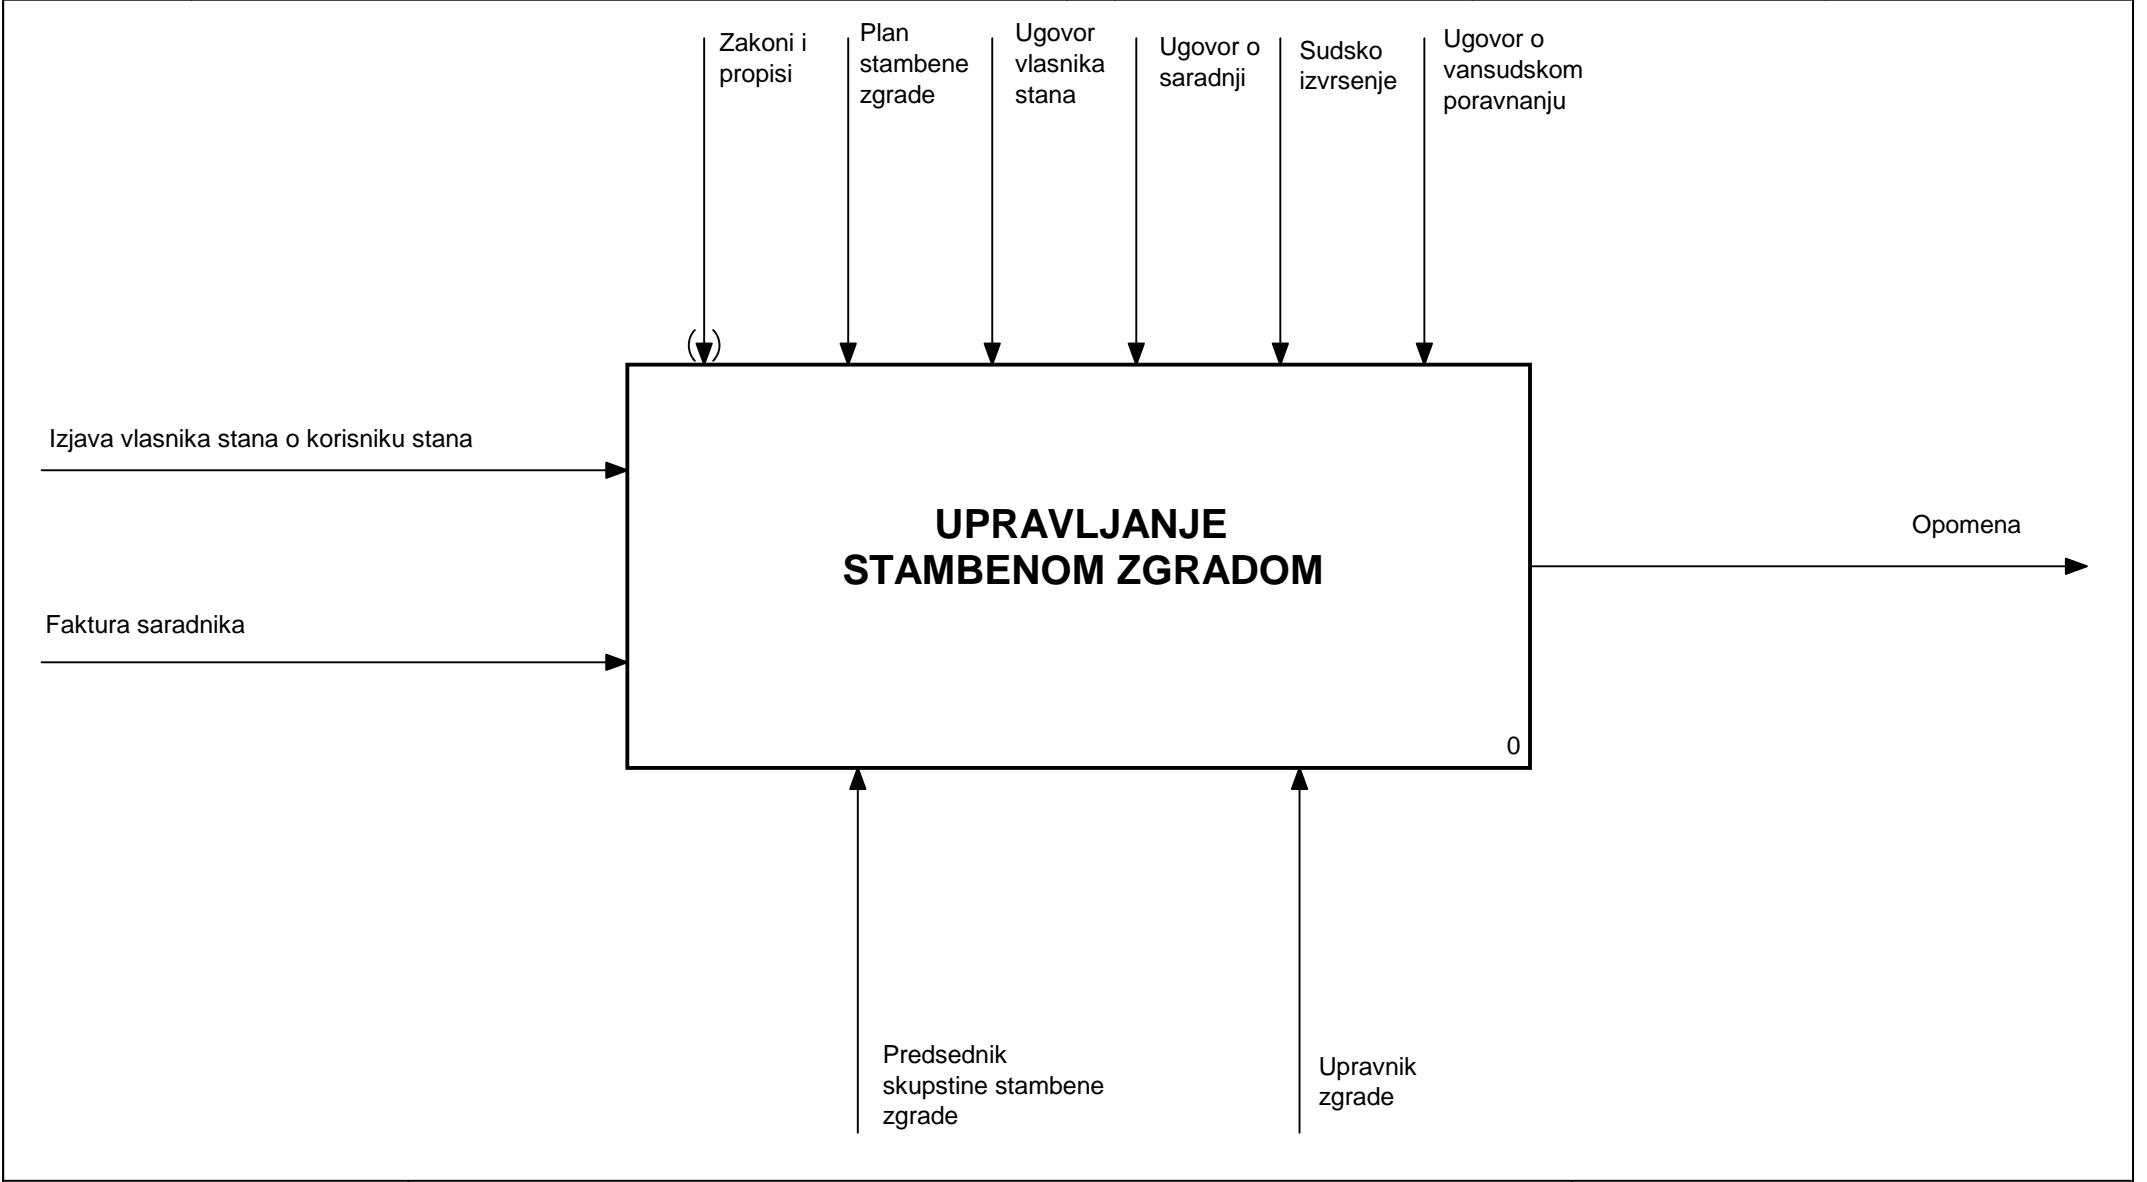 Zakoni i
propisi
Plan
stambene
zgrade
Ugovor
vlasnika
stana
Ugovor o
saradnji
Sudsko
izvrsenje
Ugovor o
vansudskom
poravnanju
Izjava vlasnika stana o korisniku stana
Faktura saradnika
UPRAVLJANJE
STAMBENOM ZGRADOM
0
Opomena
Predsednik
skupstine stambene
zgrade
Upravnik
zgrade